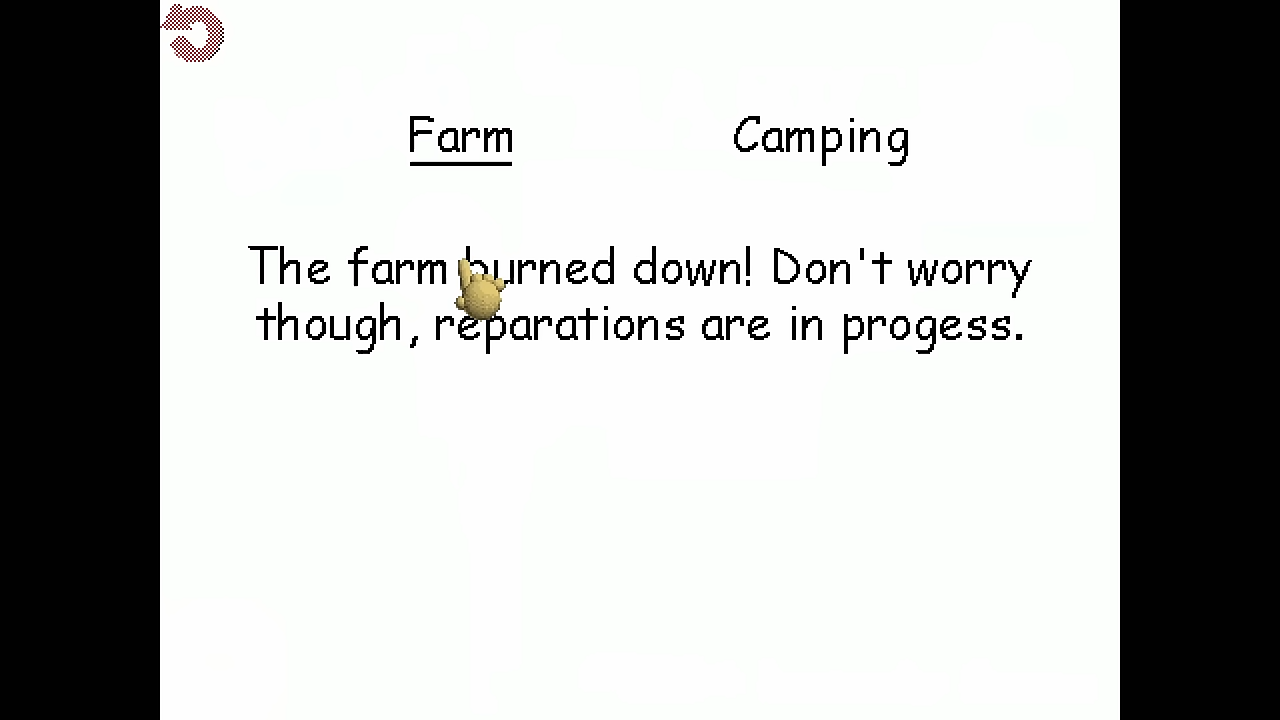 Farm Camping
The farm burned down! Don't worry
though, reparations are in progess.